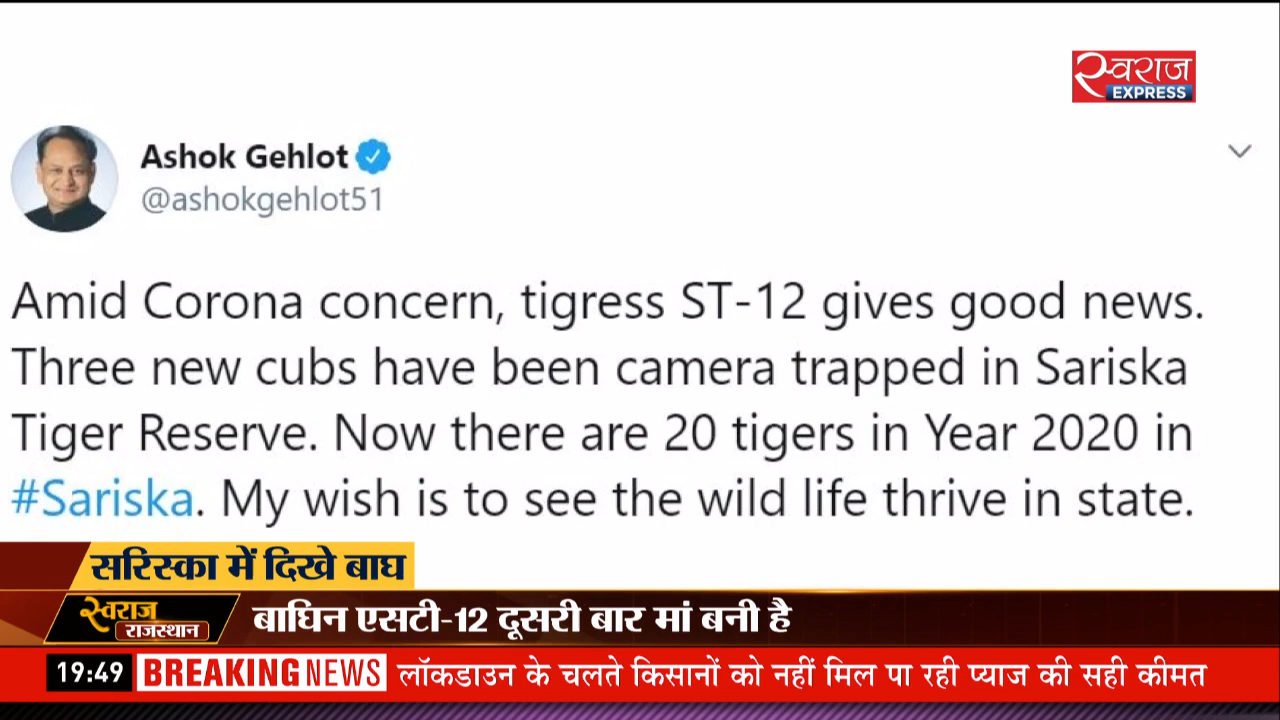 स्वराज
EXPRESS
Ashok Gehlot
@ashokgehlot51
Amid Corona concern, tigress ST-12 gives good news.
Three new cubs have been camera trapped in Sariska
Tiger Reserve. Now there are 20 tigers in Year 2020 in
#Sariska. My wish is to see the wild life thrive in state.
सरिस्का में दिखे बाघ
स्वराज
राजस्थान
बाघिन एसटी-12 दूसरी बार मां बनी है
19:49 BREAKING NEWS लॉकडाउन के चलते किसानों को नहीं मिल पा रही प्याज की सही कीमत